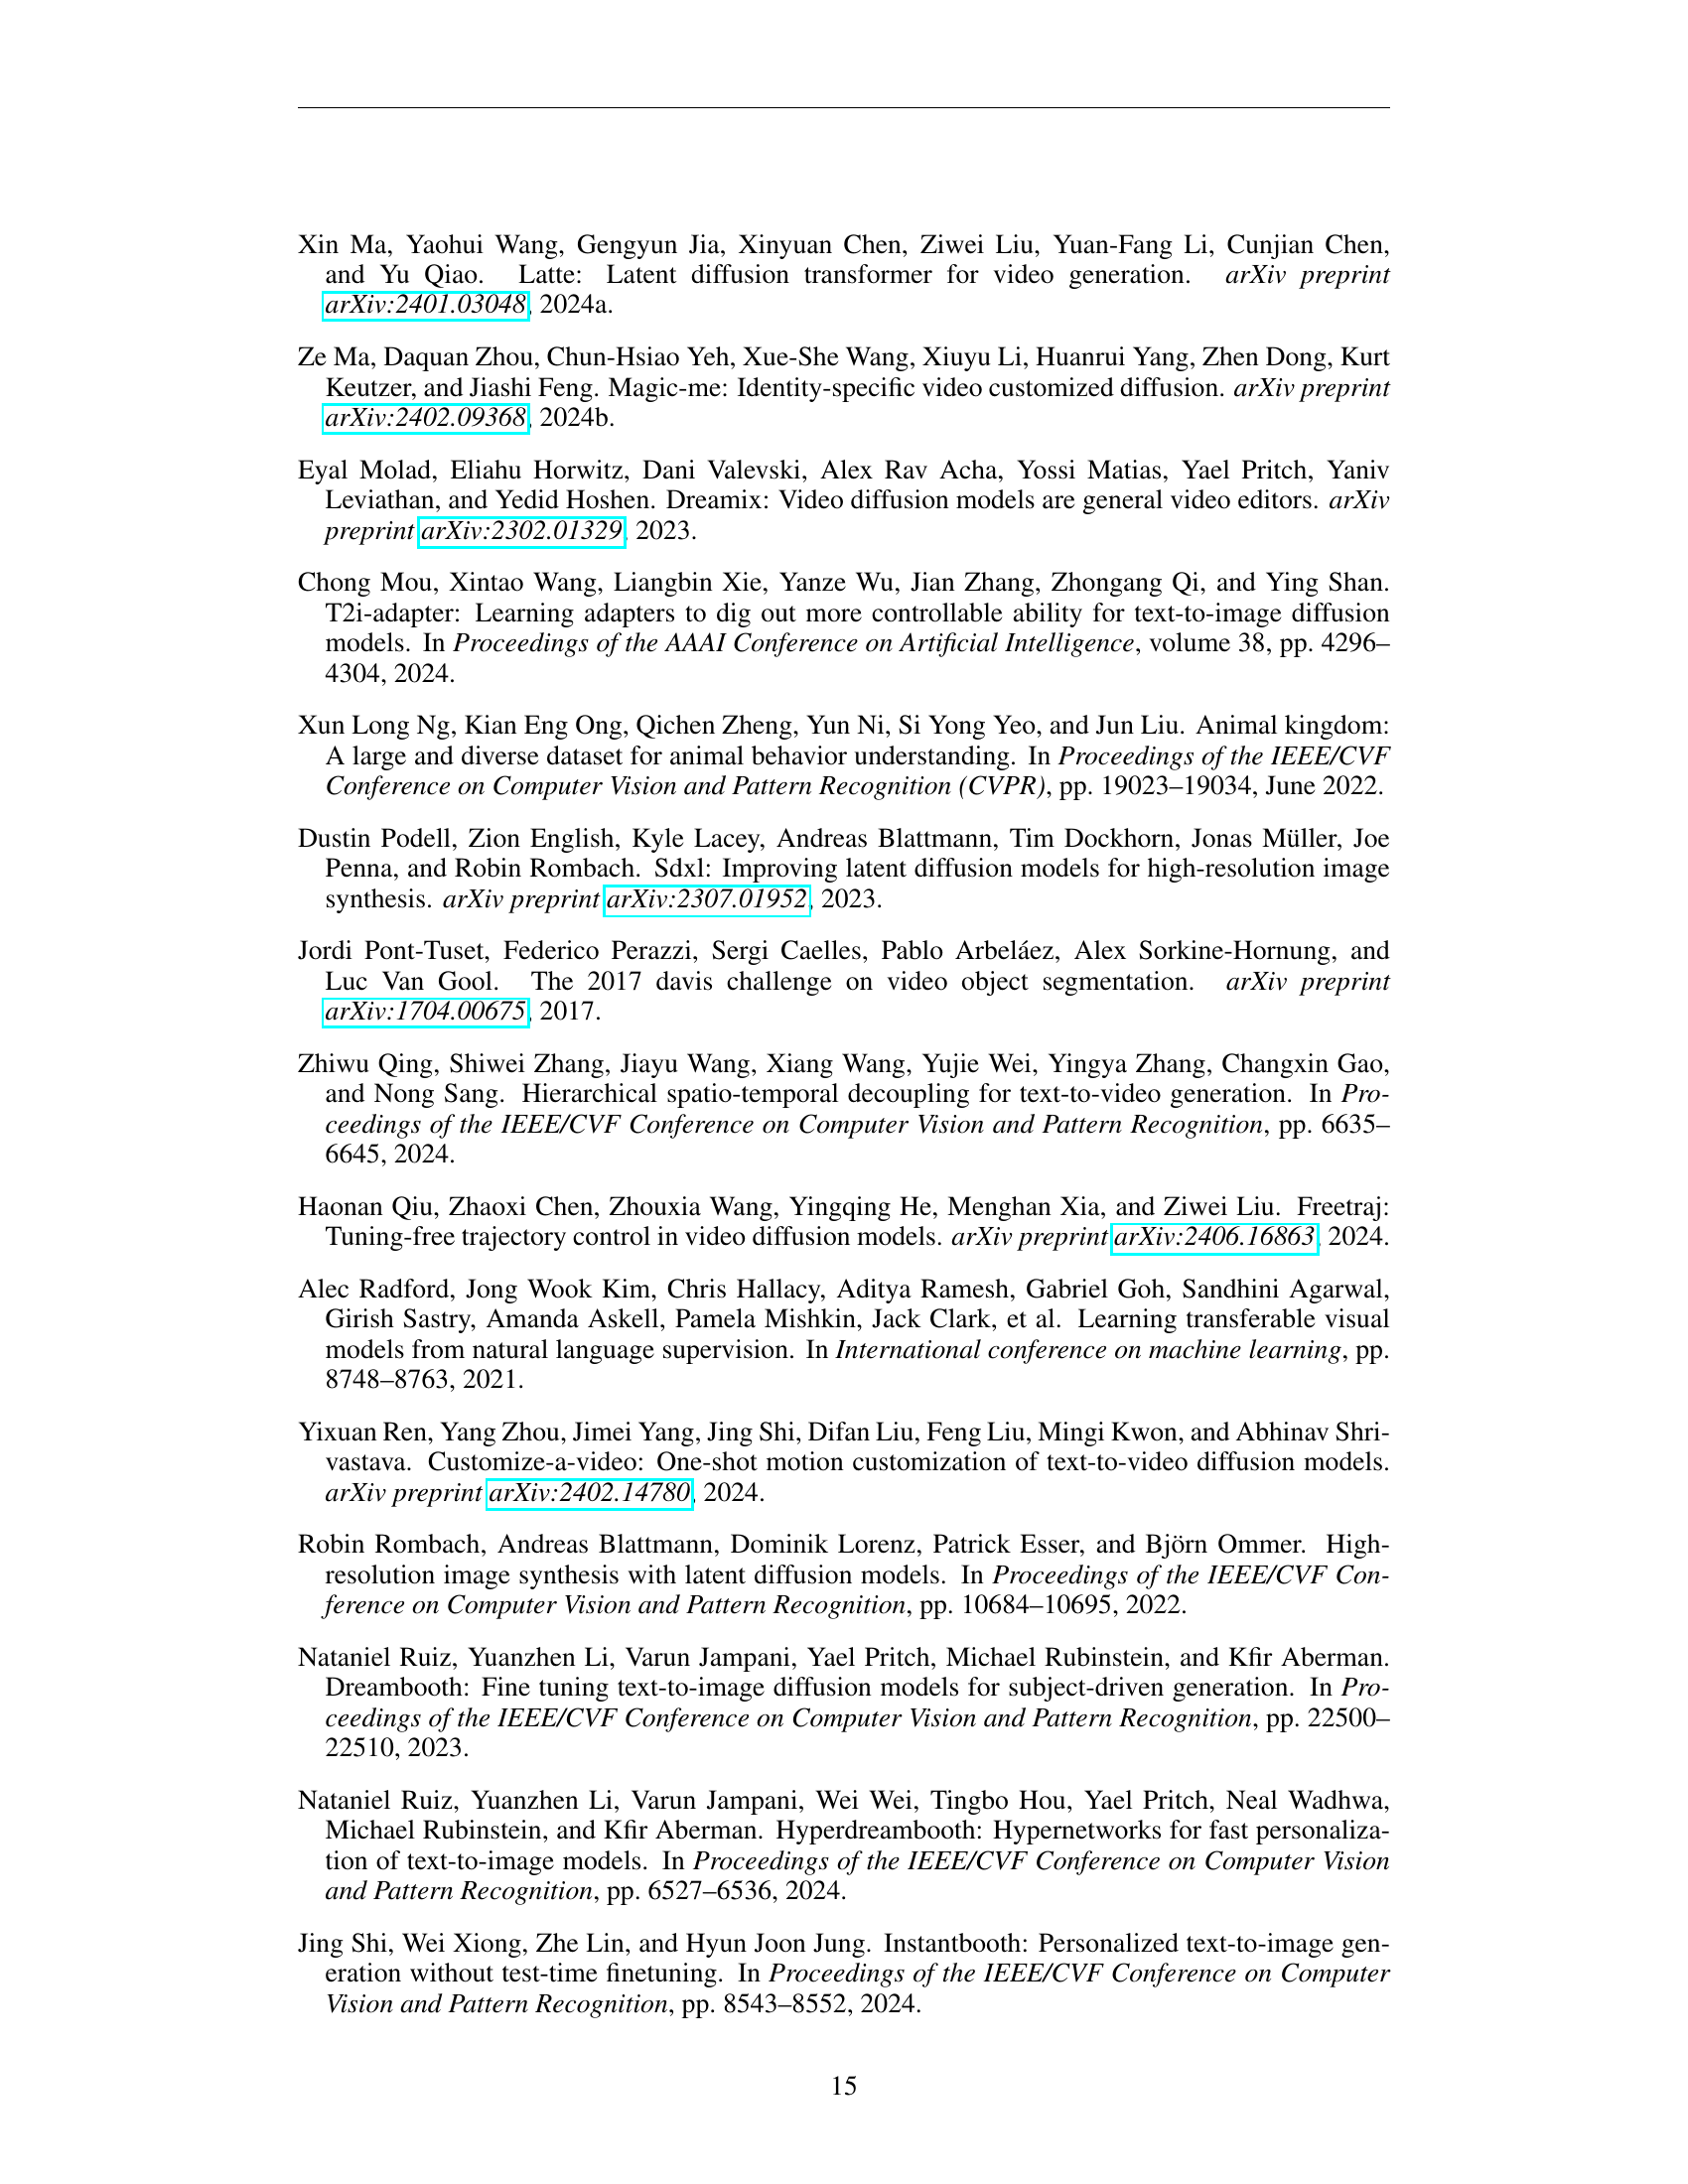 Xin Ma, Yaohui Wang, Gengyun Jia, Xinyuan Chen, Ziwei Liu, Yuan-Fang Li, Cunjian Chen,
and Yu Qiao. Latte: Latent diffusion transformer for video generation. arXiv preprint
arXiv:2401.03048, 2024a.
Ze Ma, Daquan Zhou, Chun-Hsiao Yeh, Xue-She Wang, Xiuyu Li, Huanrui Yang, Zhen Dong, Kurt
Keutzer, and Jiashi Feng. Magic-me: Identity-specific video customized diffusion. arXiv preprint
arXiv:2402.09368, 2024b.
Eyal Molad, Eliahu Horwitz, Dani Valevski, Alex Rav Acha, Yossi Matias, Yael Pritch, Yaniv
Leviathan, and Yedid Hoshen. Dreamix: Video diffusion models are general video editors. arXiv
preprint arXiv:2302.01329, 2023.
Chong Mou, Xintao Wang, Liangbin Xie, Yanze Wu, Jian Zhang, Zhongang Qi, and Ying Shan.
T2i-adapter: Learning adapters to dig out more controllable ability for text-to-image diffusion
models. In Proceedings of the AAAI Conference on Artificial Intelligence, volume 38, pp. 4296–
4304, 2024.
Xun Long Ng, Kian Eng Ong, Qichen Zheng, Yun Ni, Si Yong Yeo, and Jun Liu. Animal kingdom:
A large and diverse dataset for animal behavior understanding. In Proceedings of the IEEE/CVF
Conference on Computer Vision and Pattern Recognition (CVPR), pp. 19023–19034, June 2022.
Dustin Podell, Zion English, Kyle Lacey, Andreas Blattmann, Tim Dockhorn, Jonas Müller, Joe
Penna, and Robin Rombach. Sdxl: Improving latent diffusion models for high-resolution image
synthesis. arXiv preprint arXiv:2307.01952, 2023.
Jordi Pont-Tuset, Federico Perazzi, Sergi Caelles, Pablo Arbeláez, Alex Sorkine-Hornung, and
Luc Van Gool. The 2017 davis challenge on video object segmentation. arXiv preprint
arXiv:1704.00675, 2017.
Zhiwu Qing, Shiwei Zhang, Jiayu Wang, Xiang Wang, Yujie Wei, Yingya Zhang, Changxin Gao,
and Nong Sang. Hierarchical spatio-temporal decoupling for text-to-video generation. In Pro-
ceedings of the IEEE/CVF Conference on Computer Vision and Pattern Recognition, pp. 6635–
6645, 2024.
Haonan Qiu, Zhaoxi Chen, Zhouxia Wang, Yingqing He, Menghan Xia, and Ziwei Liu. Freetraj:
Tuning-free trajectory control in video diffusion models. arXiv preprint arXiv:2406.16863, 2024.
Alec Radford, Jong Wook Kim, Chris Hallacy, Aditya Ramesh, Gabriel Goh, Sandhini Agarwal,
Girish Sastry, Amanda Askell, Pamela Mishkin, Jack Clark, et al. Learning transferable visual
models from natural language supervision. In International conference on machine learning, pp.
8748–8763, 2021.
Yixuan Ren, Yang Zhou, Jimei Yang, Jing Shi, Difan Liu, Feng Liu, Mingi Kwon, and Abhinav Shri-
vastava. Customize-a-video: One-shot motion customization of text-to-video diffusion models.
arXiv preprint arXiv:2402.14780, 2024.
Robin Rombach, Andreas Blattmann, Dominik Lorenz, Patrick Esser, and Björn Ommer. High-
resolution image synthesis with latent diffusion models. In Proceedings of the IEEE/CVF Con-
ference on Computer Vision and Pattern Recognition, pp. 10684–10695, 2022.
Nataniel Ruiz, Yuanzhen Li, Varun Jampani, Yael Pritch, Michael Rubinstein, and Kfir Aberman.
Dreambooth: Fine tuning text-to-image diffusion models for subject-driven generation. In Pro-
ceedings of the IEEE/CVF Conference on Computer Vision and Pattern Recognition, pp. 22500–
22510, 2023.
Nataniel Ruiz, Yuanzhen Li, Varun Jampani, Wei Wei, Tingbo Hou, Yael Pritch, Neal Wadhwa,
Michael Rubinstein, and Kfir Aberman. Hyperdreambooth: Hypernetworks for fast personaliza-
tion of text-to-image models. In Proceedings of the IEEE/CVF Conference on Computer Vision
and Pattern Recognition, pp. 6527–6536, 2024.
Jing Shi, Wei Xiong, Zhe Lin, and Hyun Joon Jung. Instantbooth: Personalized text-to-image gen-
eration without test-time finetuning. In Proceedings of the IEEE/CVF Conference on Computer
Vision and Pattern Recognition, pp. 8543–8552, 2024.
15